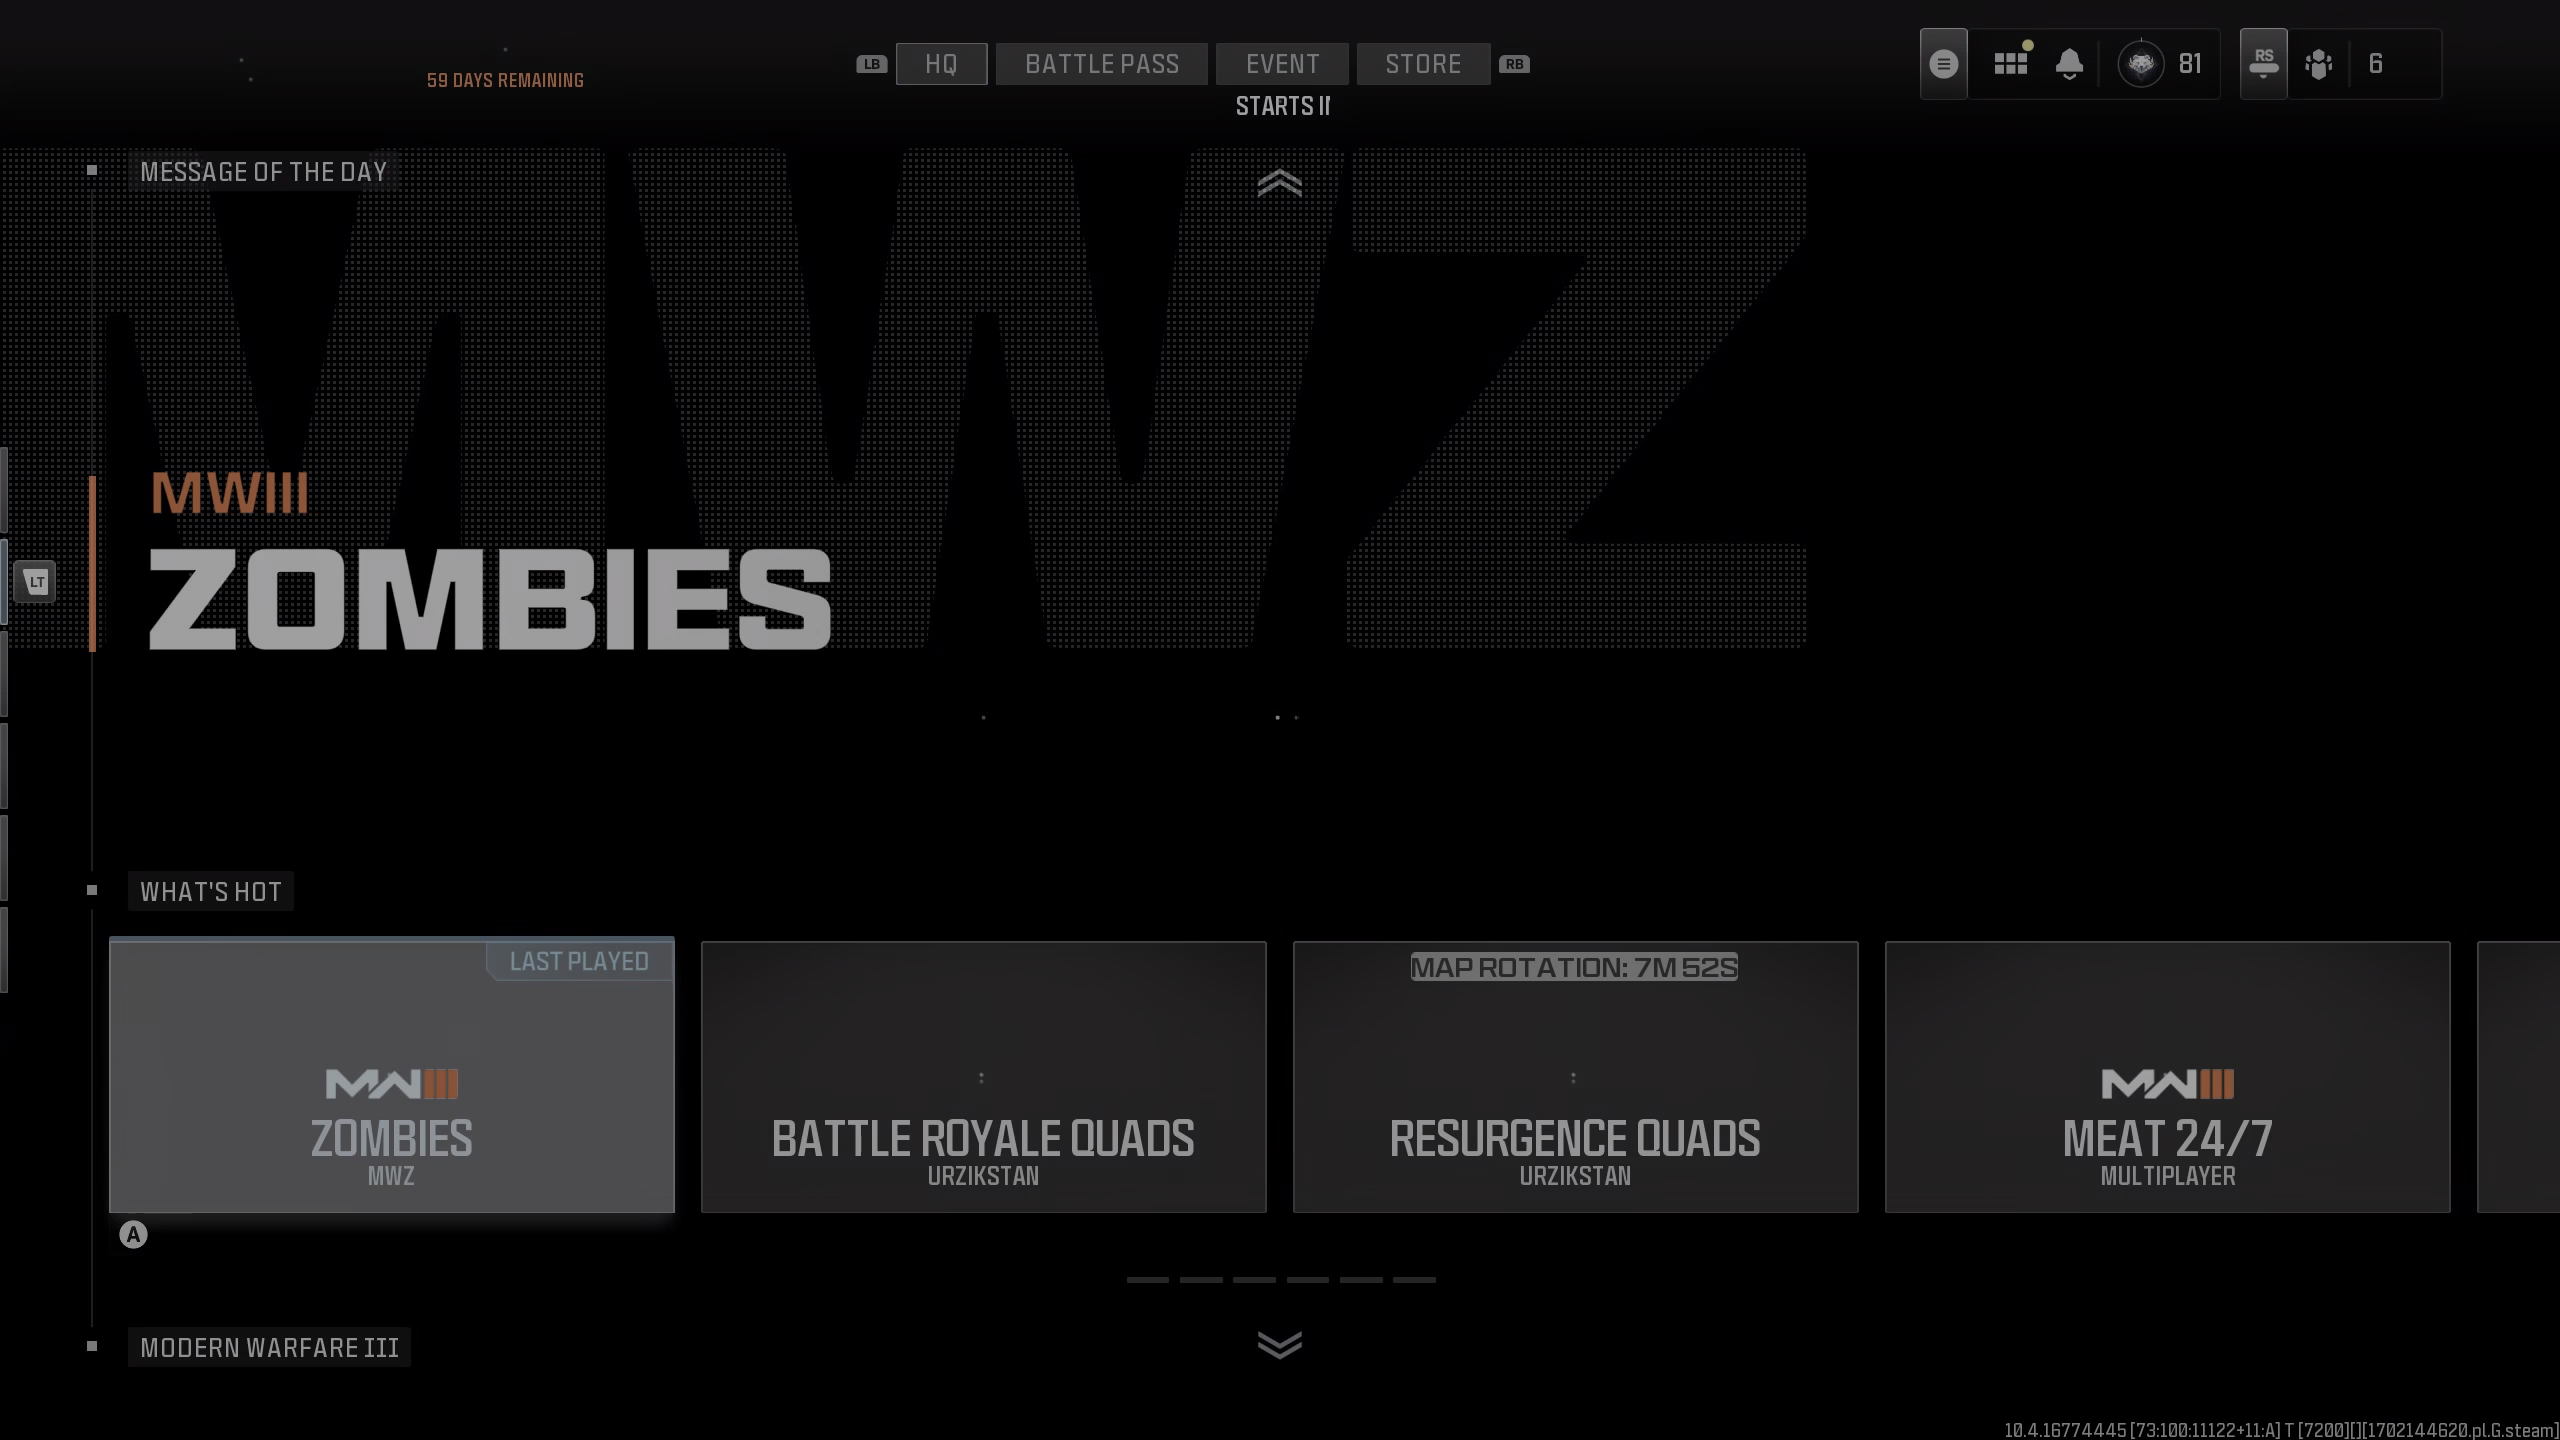 59 DAYS REMAINING
LB HQ BATTLE PASS EVENT STORE RB
STARTS IN
81
RS
6
MESSAGE OF THE DAY
MWIII
ZOMBIES
LT
WHAT'S HOT
LAST PLAYED
MWIII
ZOMBIES
MWZ
BATTLE ROYALE QUADS
URZIKSTAN
MAP ROTATION: 7M 52S
RESURGENCE QUADS
URZIKSTAN
MWIII
MEAT 24/7
MULTIPLAYER
A
MODERN WARFARE III
10.4.16774445 [73:100:11122+11:A] T [7200][][1702144620.pl.G.steam]
MWZ